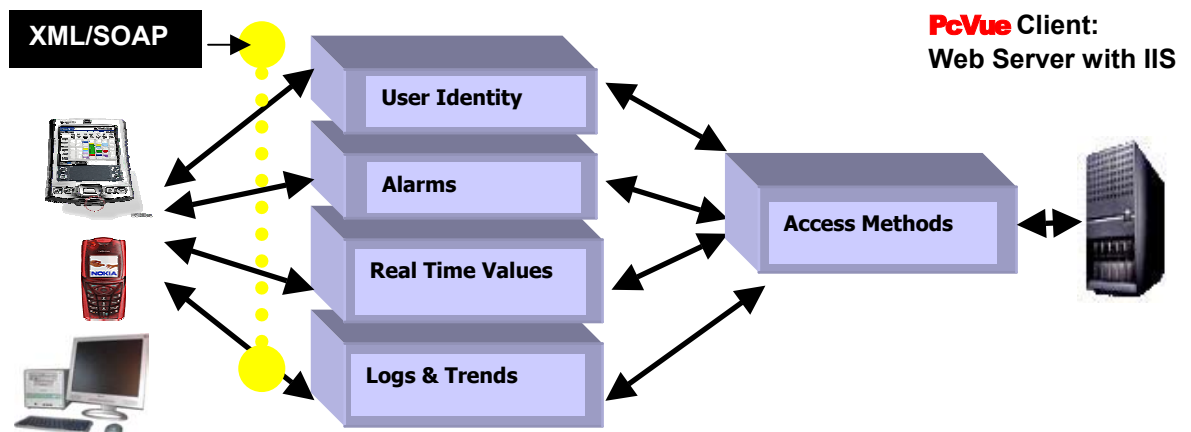 XML/SOAP
PcVue Client:
Web Server with IIS
User Identity
Alarms
Real Time Values
Logs & Trends
Access Methods
NOKIA